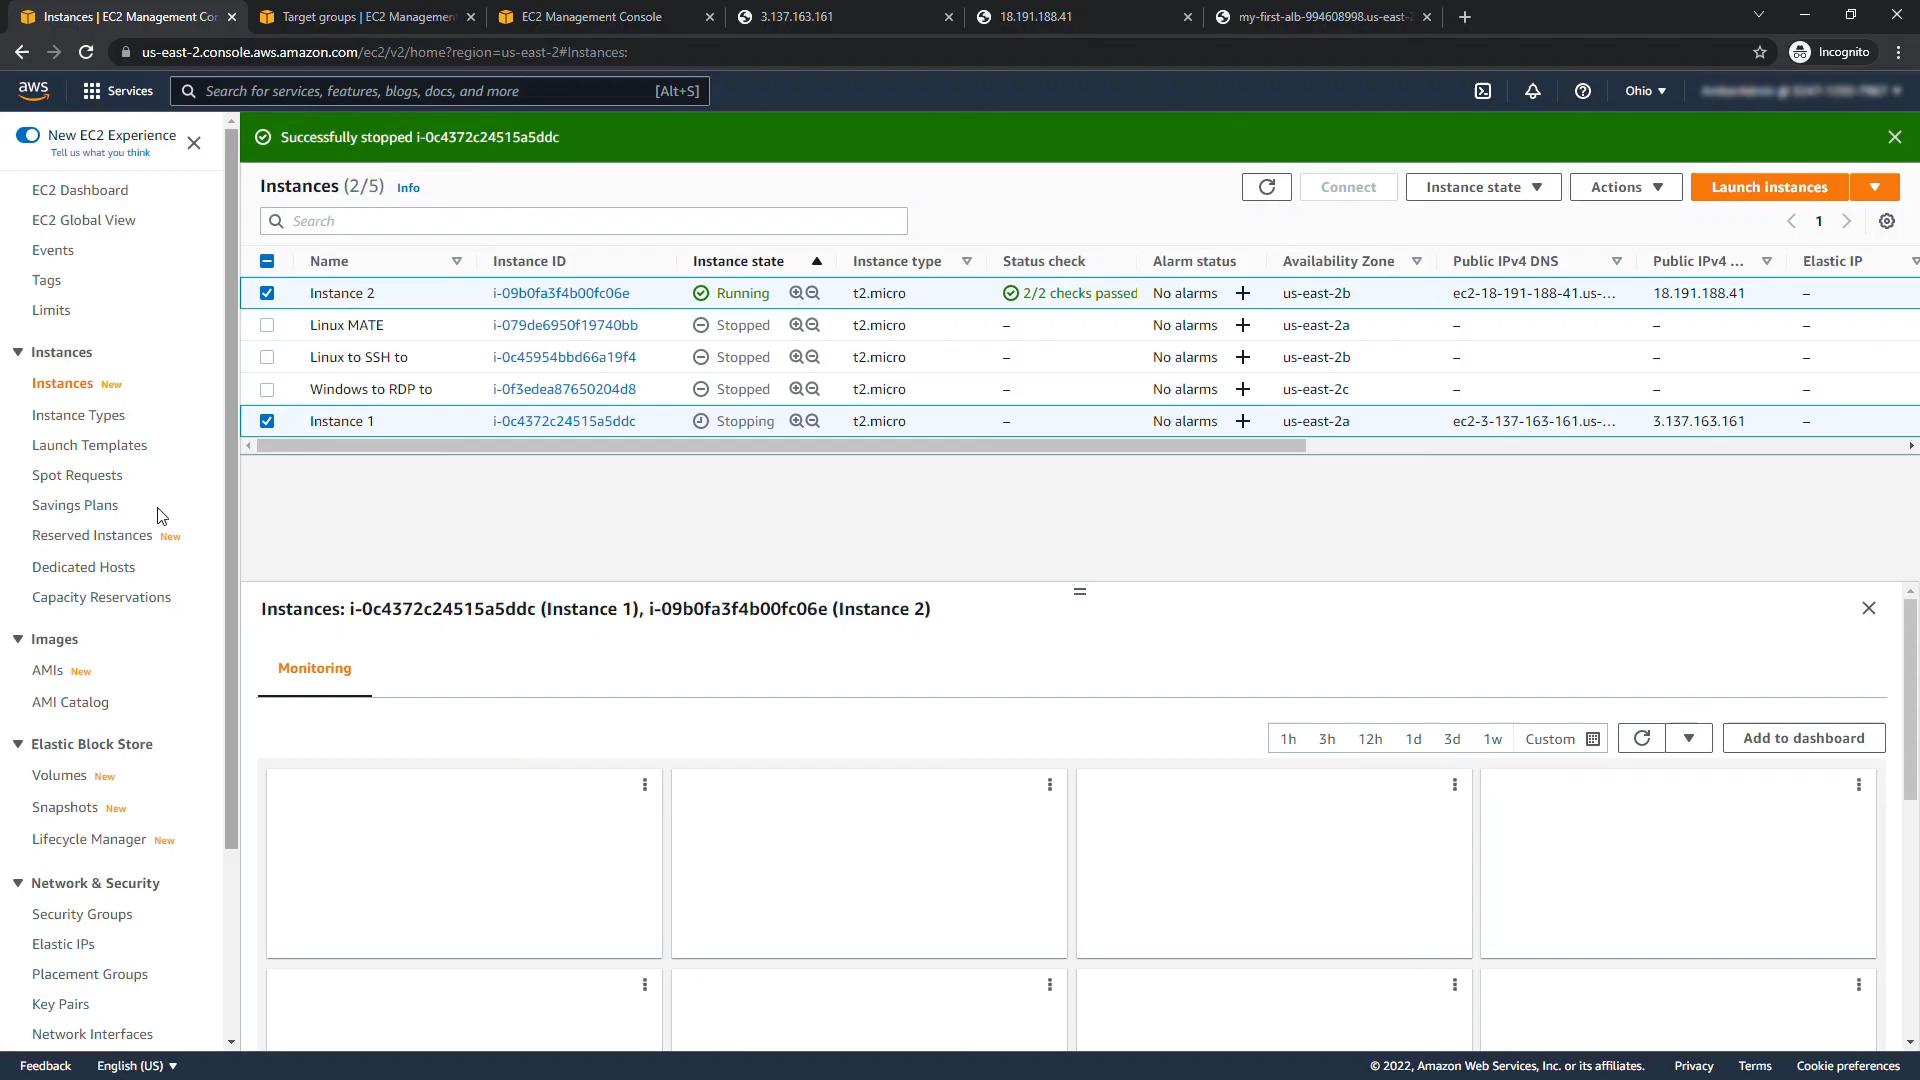 Instances | EC2 Management Co
Target groups | EC2 Managemen
EC2 Management Console
3.137.163.161
18.191.188.41
my-first-alb-994608998.us-east-
us-east-2.console.aws.amazon.com/ec2/v2/home?region=us-east-2#Instances:
Incognito
aws
Services
Search for services, features, blogs, docs, and more
[Alt+S]
Ohio
New EC2 Experience
Tell us what you think
EC2 Dashboard
EC2 Global View
Events
Tags
Limits
Instances
Instances New
Instance Types
Launch Templates
Spot Requests
Savings Plans
Reserved Instances New
Dedicated Hosts
Capacity Reservations
Images
AMIs New
AMI Catalog
Elastic Block Store
Volumes New
Snapshots New
Lifecycle Manager New
Network & Security
Security Groups
Elastic IPs
Placement Groups
Key Pairs
Network Interfaces
Successfully stopped i-0c4372c24515a5ddc
Instances (2/5) Info
Connect
Instance state
Actions
Launch instances
Search
1
Name Instance ID Instance state Instance type Status check Alarm status Availability Zone Public IPv4 DNS Public IPv4 ... Elastic IP
Instance 2 i-09b0fa3f4b00fc06e Running t2.micro 2/2 checks passed No alarms + us-east-2b ec2-18-191-188-41.us-... 18.191.188.41 –
Linux MATE i-079de6950f19740bb Stopped t2.micro – No alarms + us-east-2a – – –
Linux to SSH to i-0c45954bbd66a19f4 Stopped t2.micro – No alarms + us-east-2b – – –
Windows to RDP to i-0f3edea87650204d8 Stopped t2.micro – No alarms + us-east-2c – – –
Instance 1 i-0c4372c24515a5ddc Stopping t2.micro – No alarms + us-east-2a ec2-3-137-163-161.us-... 3.137.163.161 –
Instances: i-0c4372c24515a5ddc (Instance 1), i-09b0fa3f4b00fc06e (Instance 2)
Monitoring
1h 3h 12h 1d 3d 1w Custom
Add to dashboard
Feedback
English (US)
© 2022, Amazon Web Services, Inc. or its affiliates.
Privacy
Terms
Cookie preferences